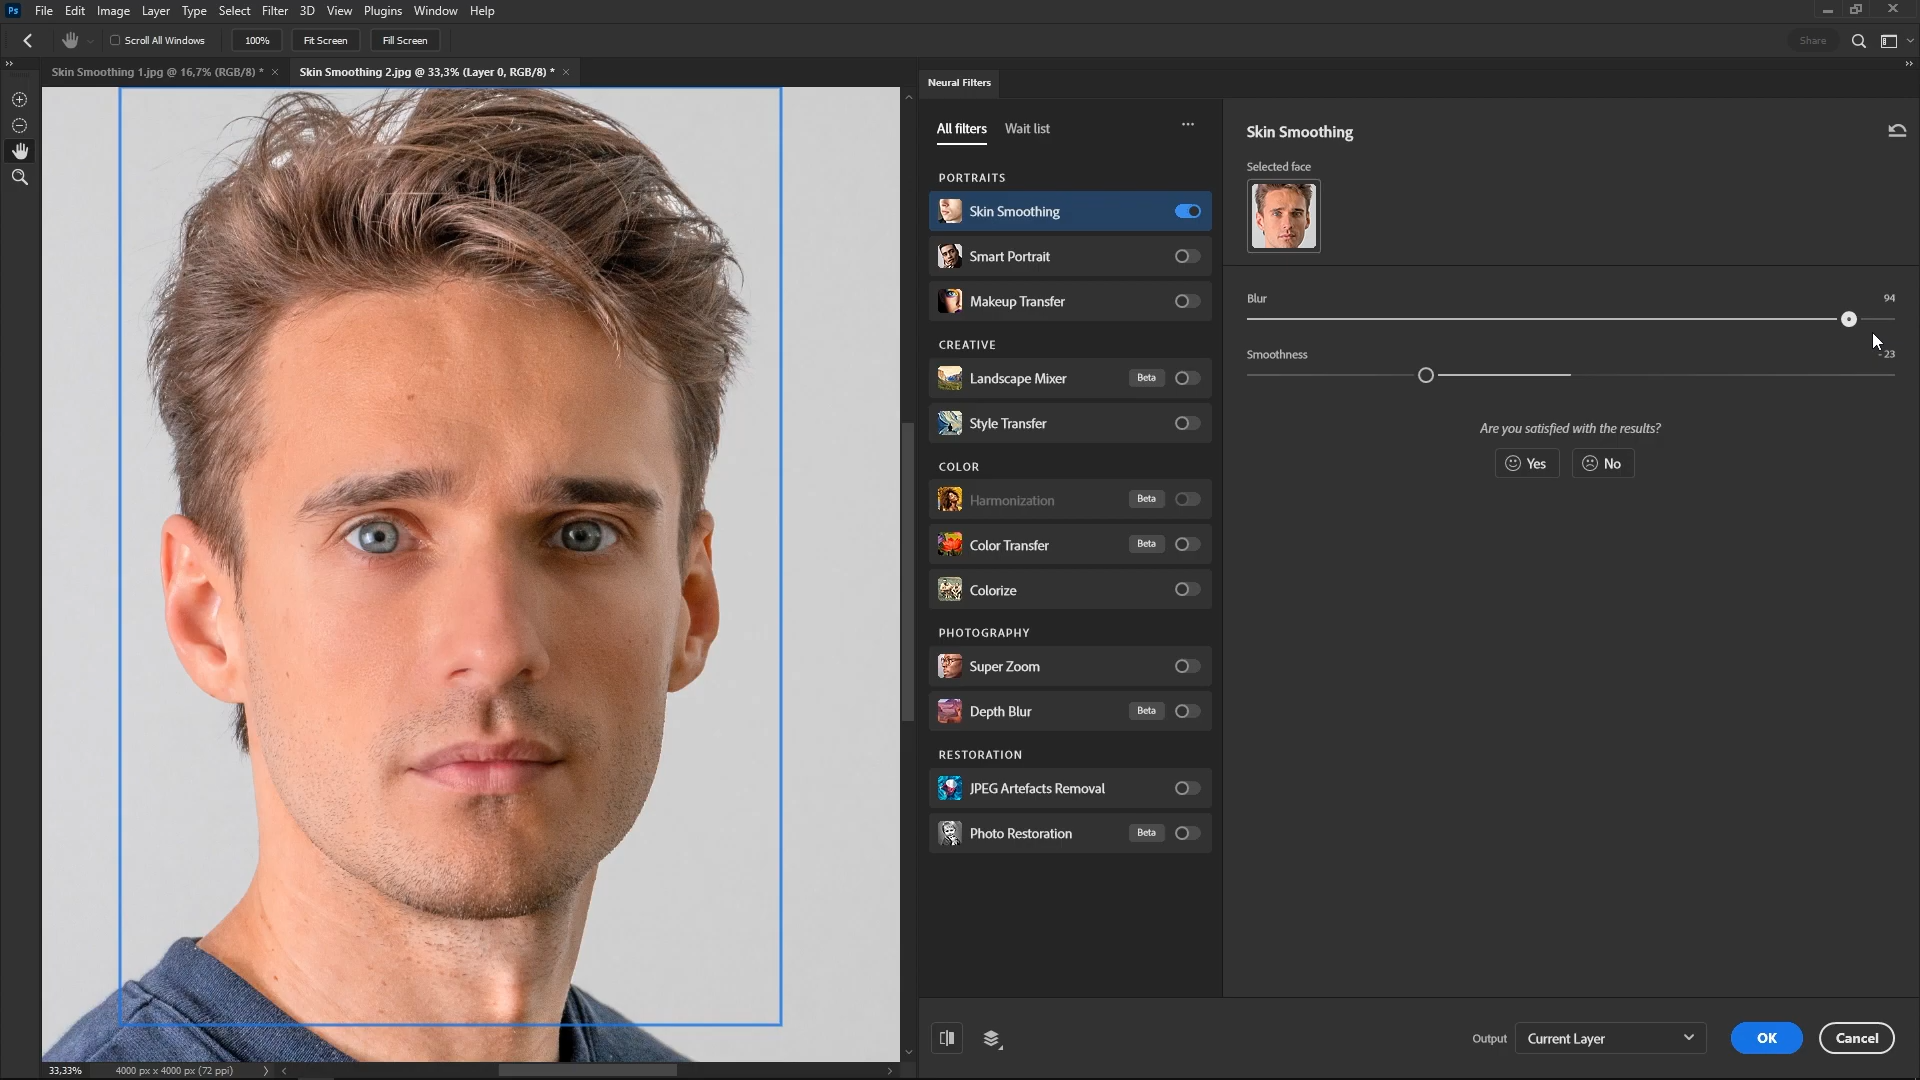 Ps File Edit Image Layer Type Select Filter 3D View Plugins Window Help
Scroll All Windows 100% Fit Screen Fill Screen Share
Skin Smoothing 1.jpg @ 16,7% (RGB/8) * × Skin Smoothing 2.jpg @ 33,3% (Layer 0, RGB/8) * ×
Neural Filters
All filters Wait list ...
PORTRAITS
Skin Smoothing
Smart Portrait
Makeup Transfer
CREATIVE
Landscape Mixer Beta
Style Transfer
COLOR
Harmonization Beta
Color Transfer Beta
Colorize
PHOTOGRAPHY
Super Zoom
Depth Blur Beta
RESTORATION
JPEG Artefacts Removal
Photo Restoration Beta
Skin Smoothing
Selected face
Blur 94
Smoothness -23
Are you satisfied with the results?
Yes No
Output Current Layer OK Cancel
33,33% 4000 px x 4000 px (72 ppi)